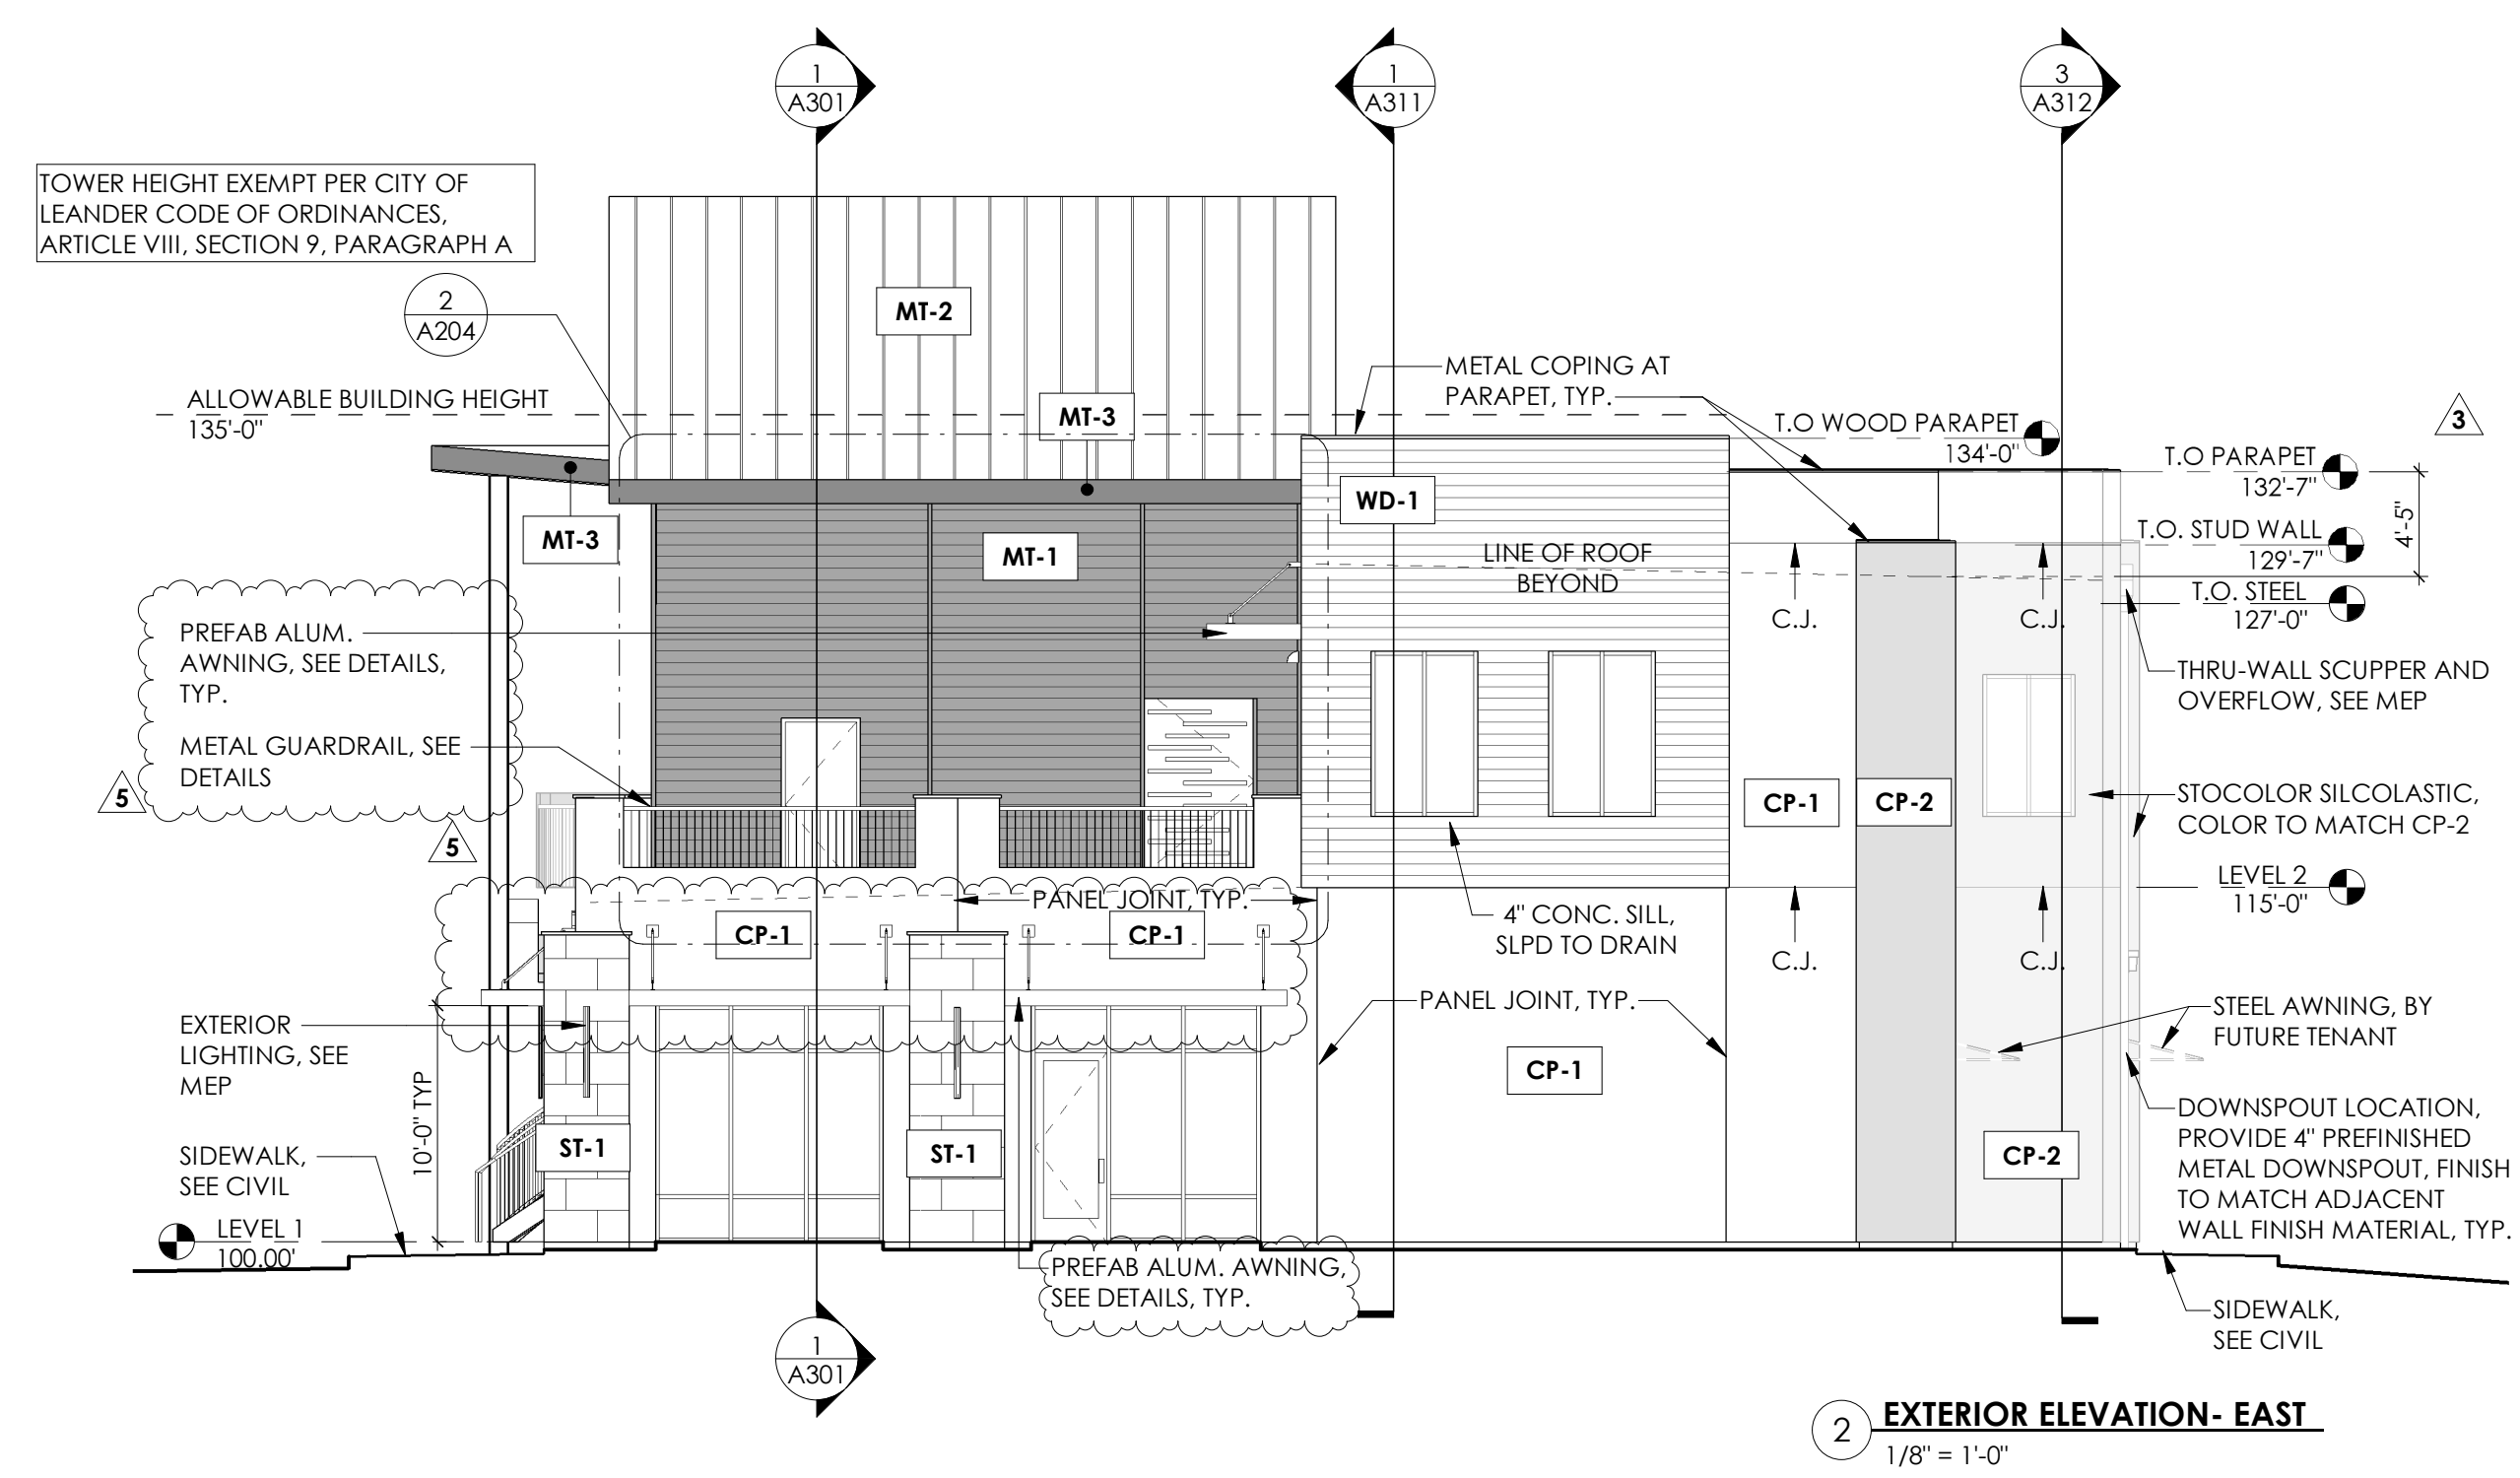 1
A301
1
A311
3
A312
TOWER HEIGHT EXEMPT PER CITY OF
LEANDER CODE OF ORDINANCES,
ARTICLE VIII, SECTION 9, PARAGRAPH A
2
A204
MT-2
ALLOWABLE BUILDING HEIGHT
135'-0"
METAL COPING AT
PARAPET, TYP.
MT-3
T.O WOOD PARAPET
134'-0"
3
T.O PARAPET
132'-7"
4'-5"
WD-1
MT-3
MT-1
LINE OF ROOF
BEYOND
T.O. STUD WALL
129'-7"
T.O. STEEL
127'-0"
C.J.
C.J.
PREFAB ALUM.
AWNING, SEE DETAILS,
TYP.
THRU-WALL SCUPPER AND
OVERFLOW, SEE MEP
METAL GUARDRAIL, SEE
DETAILS
5
5
CP-1
CP-2
STOCOLOR SILCOLASTIC,
COLOR TO MATCH CP-2
LEVEL 2
115'-0"
PANEL JOINT, TYP.
CP-1
CP-1
4" CONC. SILL,
SLPD TO DRAIN
C.J.
C.J.
PANEL JOINT, TYP.
STEEL AWNING, BY
FUTURE TENANT
EXTERIOR
LIGHTING, SEE
MEP
CP-1
10'-0" TYP
DOWNSPOUT LOCATION,
PROVIDE 4" PREFINISHED
METAL DOWNSPOUT, FINISH
TO MATCH ADJACENT
WALL FINISH MATERIAL, TYP.
ST-1
ST-1
CP-2
SIDEWALK,
SEE CIVIL
LEVEL 1
100.00'
PREFAB ALUM. AWNING,
SEE DETAILS, TYP.
SIDEWALK,
SEE CIVIL
1
A301
2
EXTERIOR ELEVATION- EAST
1/8" = 1'-0"